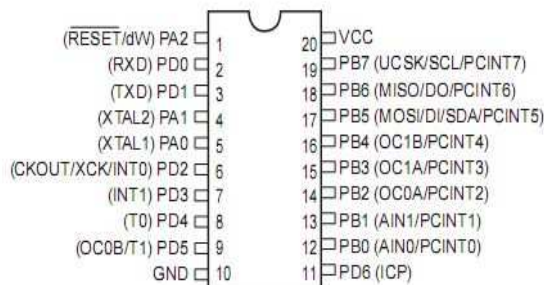 (RESET/dW) PA2 1 20 VCC
(RXD) PD0 2 19 PB7 (UCSK/SCL/PCINT7)
(TXD) PD1 3 18 PB6 (MISO/DO/PCINT6)
(XTAL2) PA1 4 17 PB5 (MOSI/DI/SDA/PCINT5)
(XTAL1) PA0 5 16 PB4 (OC1B/PCINT4)
(CKOUT/XCK/INT0) PD2 6 15 PB3 (OC1A/PCINT3)
(INT1) PD3 7 14 PB2 (OC0A/PCINT2)
(T0) PD4 8 13 PB1 (AIN1/PCINT1)
(OC0B/T1) PD5 9 12 PB0 (AIN0/PCINT0)
GND 10 11 PD6 (ICP)